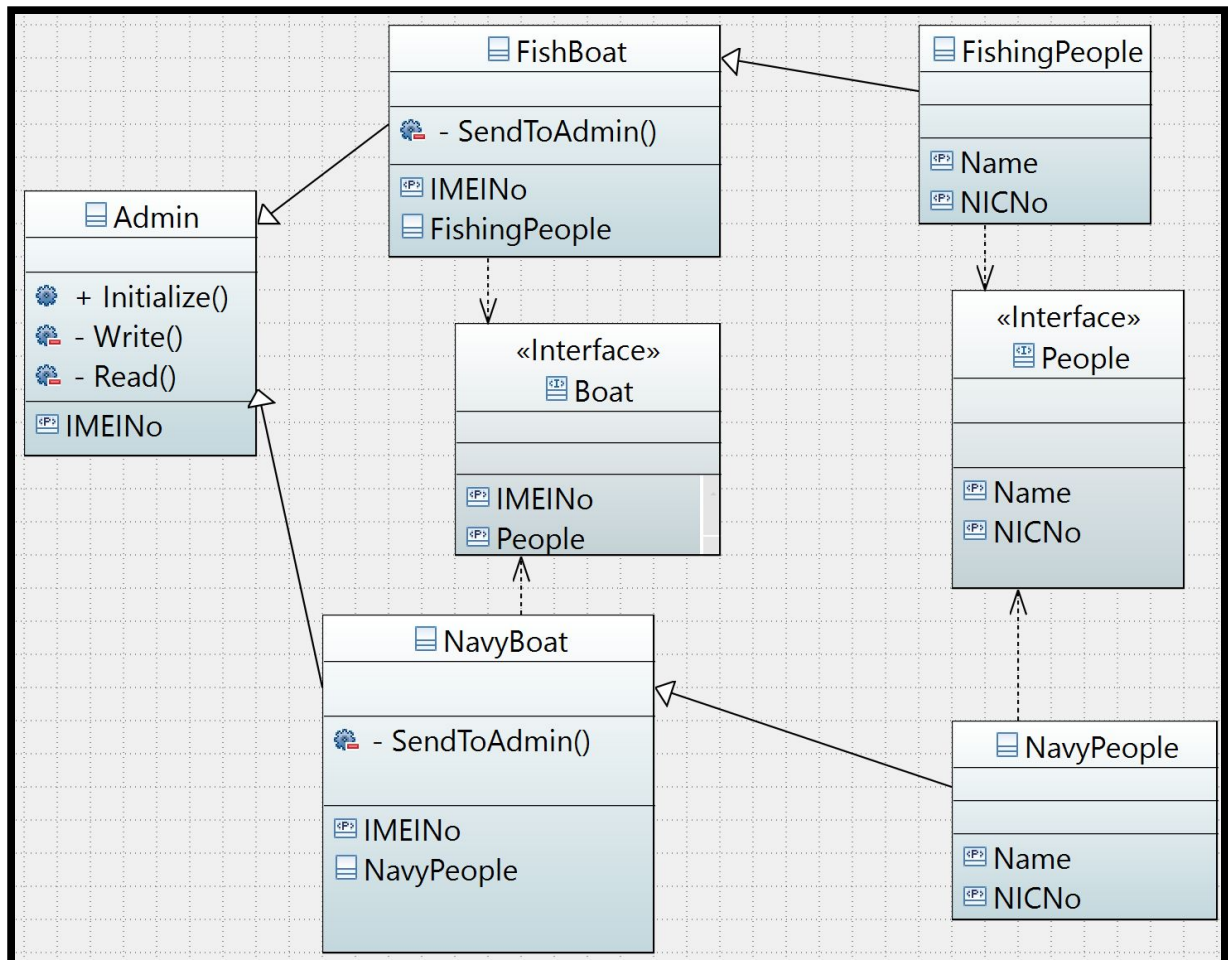 FishBoat
- SendToAdmin()
IMEINo
FishingPeople
FishingPeople
Name
NICNo
Admin
+ Initialize()
- Write()
- Read()
IMEINo
«Interface»
Boat
IMEINo
People
«Interface»
People
Name
NICNo
NavyBoat
- SendToAdmin()
IMEINo
NavyPeople
NavyPeople
Name
NICNo